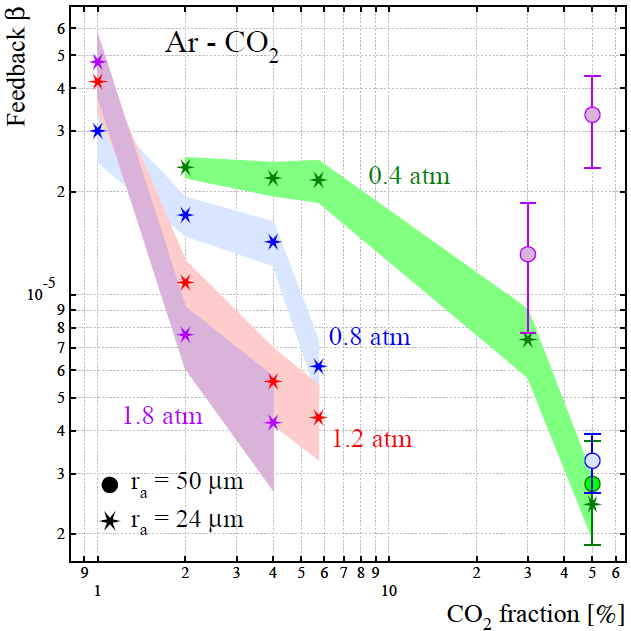 Feedback β
Ar - CO₂
6
5
4
3
2
10⁻⁵
9
8
7
6
5
4
3
2
0.4 atm
0.8 atm
1.2 atm
1.8 atm
rₐ = 50 μm
rₐ = 24 μm
9 2 3 4 5 6 7 8 9 2 3 4 5 6
1 10
CO₂ fraction [%]